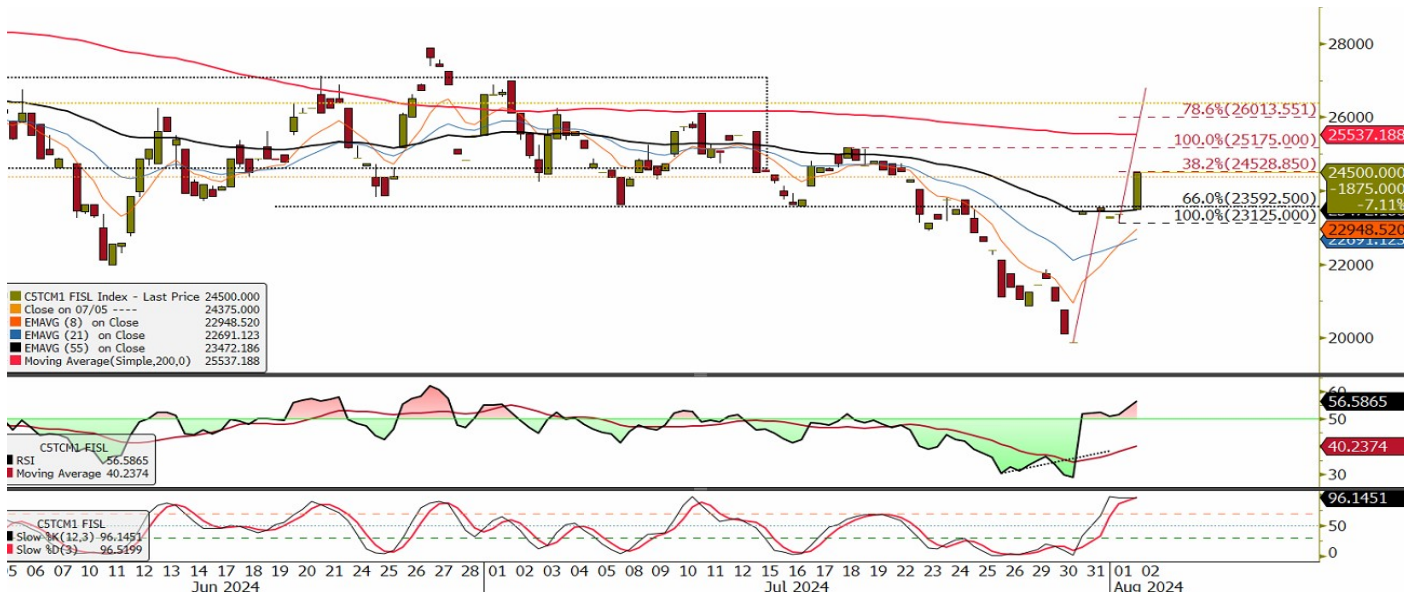 28000
78.6%(26013.551)
26000
25537.188
100.0%(25175.000)
38.2%(24528.850)
24500.000
-1875.000
-7.11%
66.0%(23592.500)
100.0%(23125.000)
22948.520
22691.123
22000
20000
C5TCM1 FISL Index - Last Price 24500.000
Close on 07/05 ---- 24375.000
EMAVG (8) on Close 22948.520
EMAVG (21) on Close 22691.123
EMAVG (55) on Close 23472.186
Moving Average(Simple,200,0) 25537.188
60
56.5865
50
40.2374
30
C5TCM1 FISL
RSI 56.5865
Moving Average 40.2374
96.1451
50
0
C5TCM1 FISL
Slow %K(12,3) 96.1451
Slow %D(3) 96.5199
05 06 07 10 11 12 13 14 17 18 19 20 21 24 25 26 27 28 01 02 03 04 05 08 09 10 11 12 15 16 17 18 19 22 23 24 25 26 29 30 31 01 02
Jun 2024 Jul 2024 Aug 2024